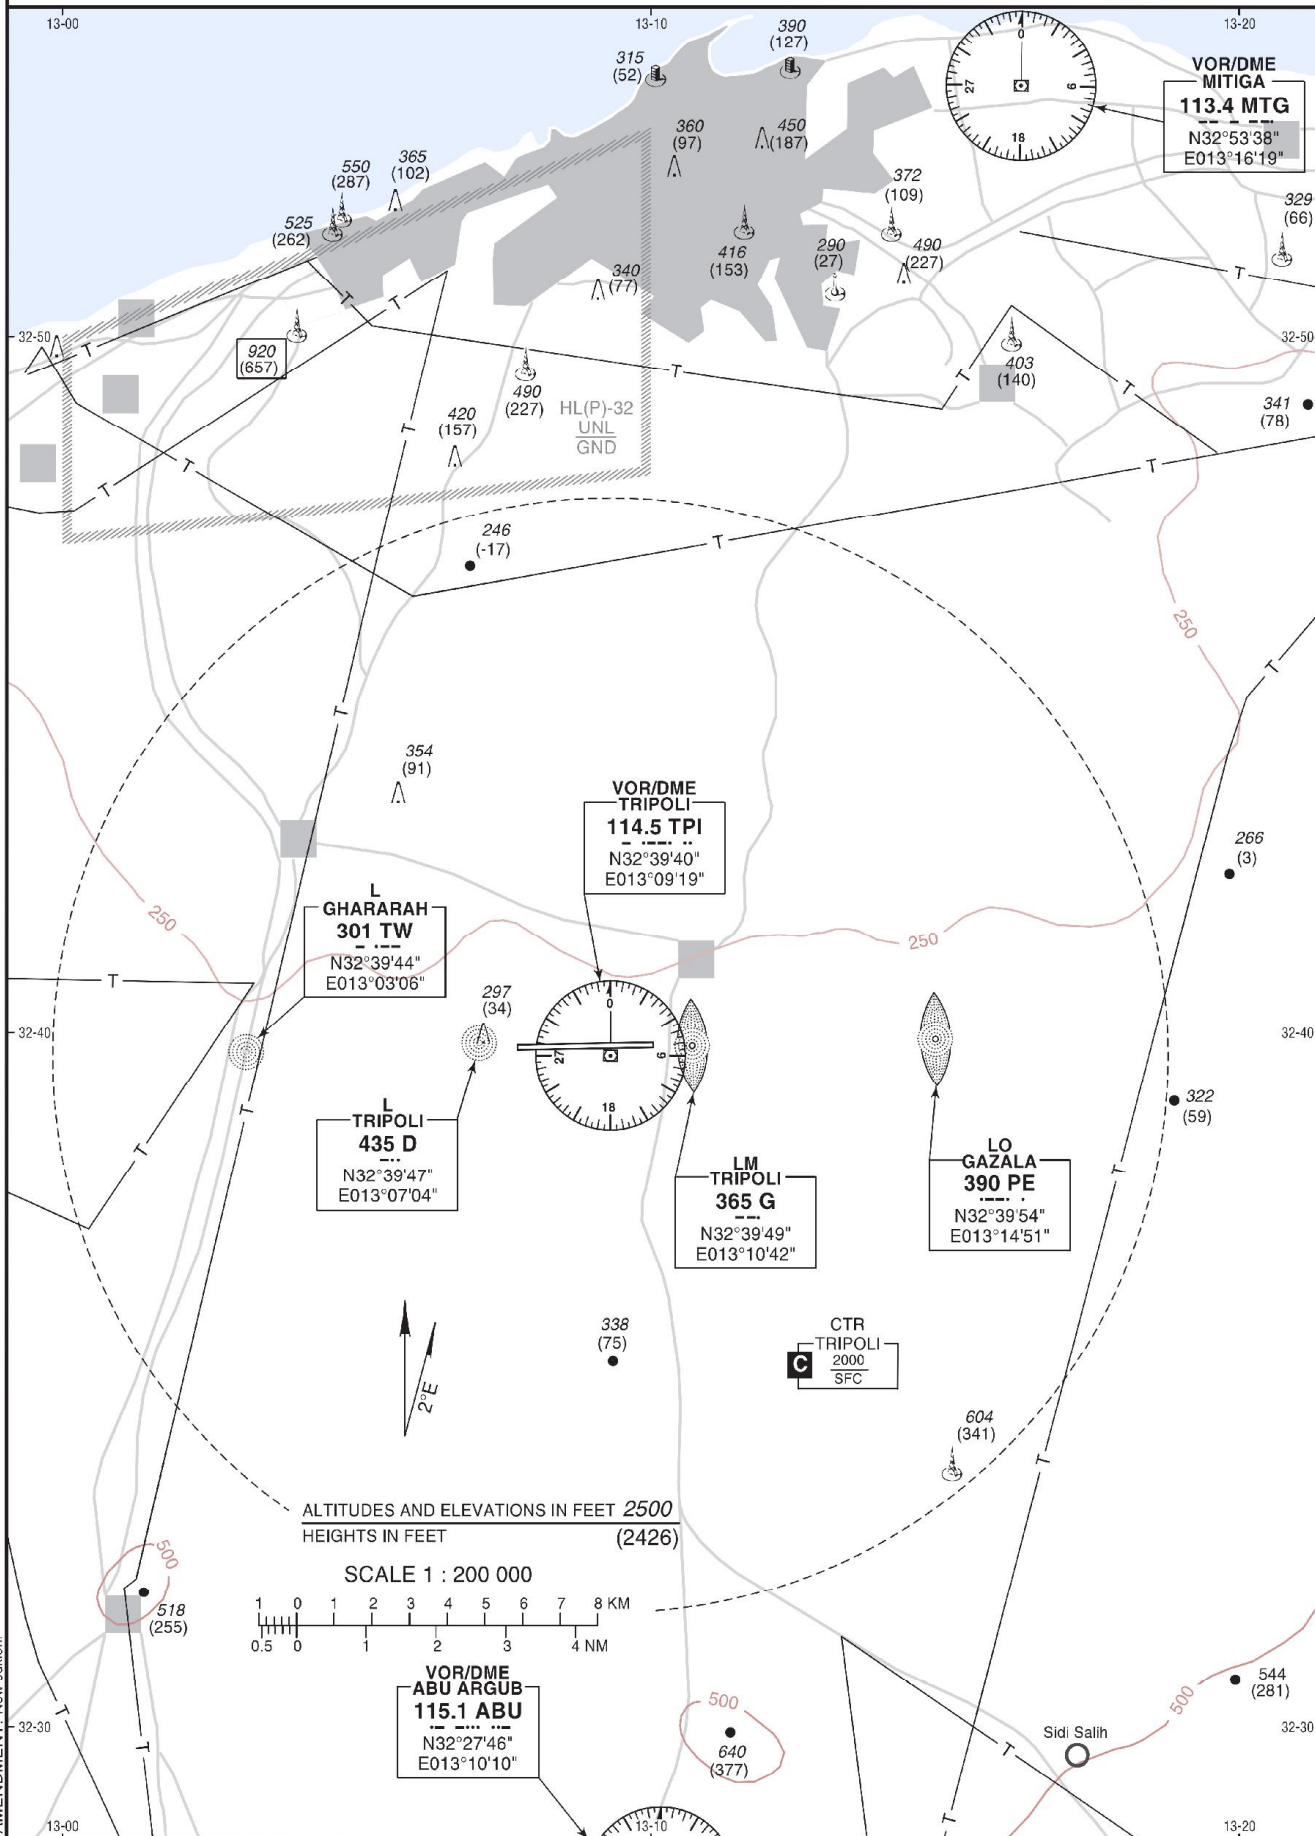 13-00
13-10
13-20
390
(127)
315
(52)
0
27
6
18
VOR/DME
MITIGA
113.4 MTG
N32°53'38"
E013°16'19"
360
(97)
450
(187)
550
(287)
365
(102)
372
(109)
329
(66)
525
(262)
416
(153)
290
(27)
490
(227)
340
(77)
T
T
T
T
32-50
32-50
920
(657)
T
490
(227)
T
403
(140)
T
T
341
(78)
420
(157)
T
HL(P)-32
UNL
GND
T
T
T
246
(-17)
T
250
T
T
354
(91)
VOR/DME
TRIPOLI
114.5 TPI
N32°39'40"
E013°09'19"
266
(3)
L
GHARARAH
301 TW
N32°39'44"
E013°03'06"
250
250
T
297
(34)
0
27
6
18
32-40
32-40
T
322
(59)
L
TRIPOLI
435 D
N32°39'47"
E013°07'04"
T
LM
TRIPOLI
365 G
N32°39'49"
E013°10'42"
LO
GAZALA
390 PE
N32°39'54"
E013°14'51"
T
338
(75)
CTR
TRIPOLI
C
2000
SFC
2°E
604
(341)
T
ALTITUDES AND ELEVATIONS IN FEET 2500
HEIGHTS IN FEET (2426)
SCALE 1 : 200 000
1 0 1 2 3 4 5 6 7 8 KM
0.5 0 1 2 3 4 NM
500
518
(255)
VOR/DME
ABU ARGUB
115.1 ABU
N32°27'46"
E013°10'10"
500
640
(377)
544
(281)
500
Sidi Salih
T
T
T
T
32-30
32-30
13-00
13-10
13-20